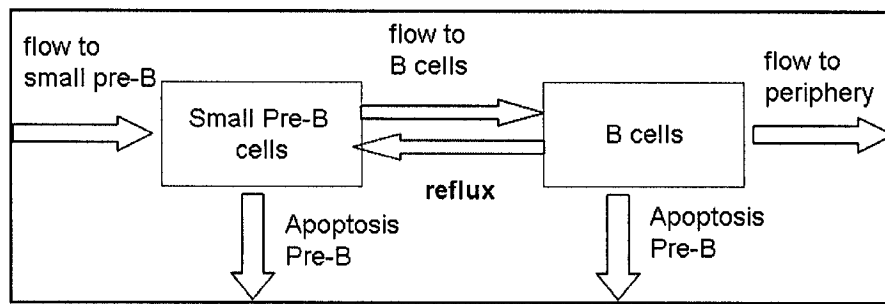 flow to
small pre-B
Small Pre-B
cells
flow to
B cells
reflux
B cells
flow to
periphery
Apoptosis
Pre-B
Apoptosis
Pre-B